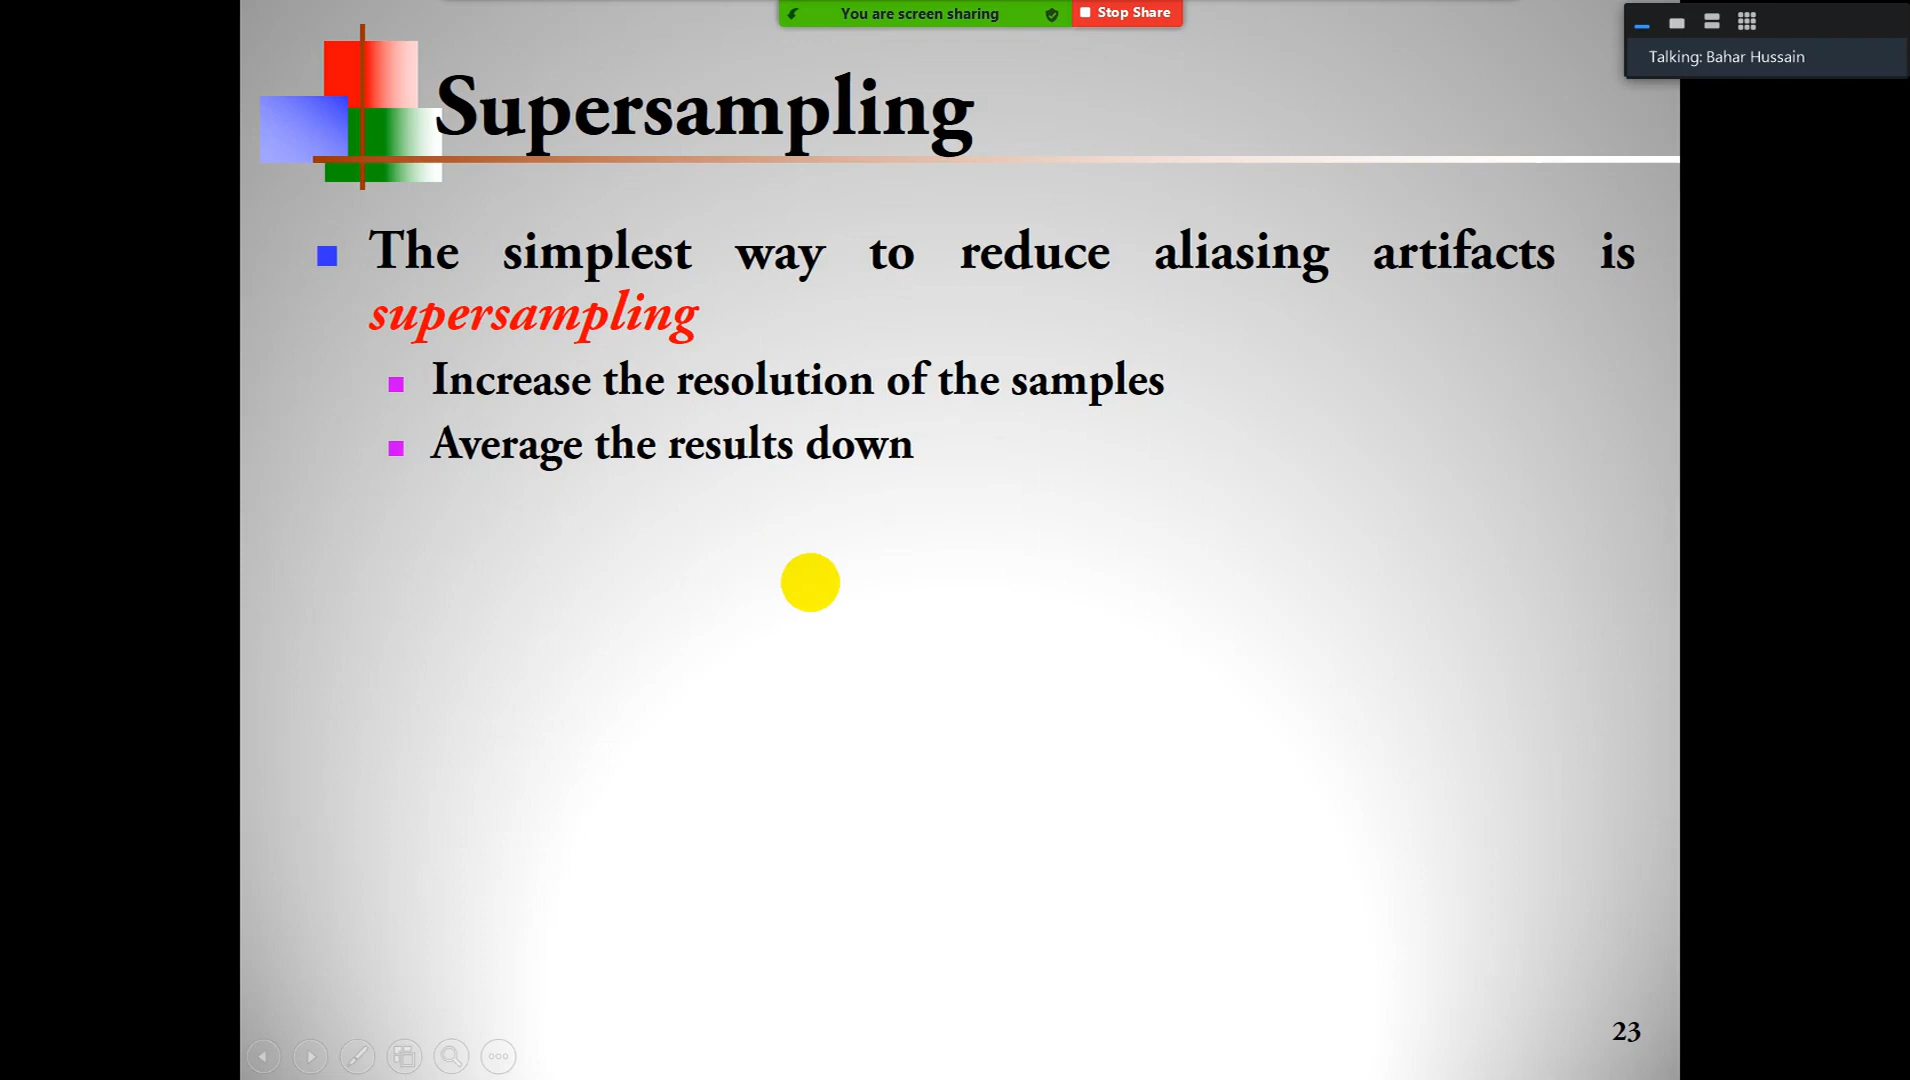 You are screen sharing
Stop Share
Talking: Bahar Hussain
Supersampling
The simplest way to reduce aliasing artifacts is
supersampling
Increase the resolution of the samples
Average the results down
23